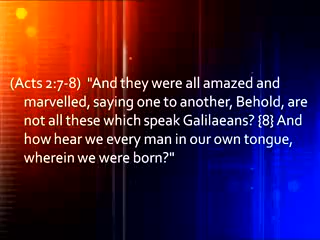 (Acts 2:7-8)  "And they were all amazed and
marvelled, saying one to another, Behold, are
not all these which speak Galilaeans? {8} And
how hear we every man in our own tongue,
wherein we were born?"